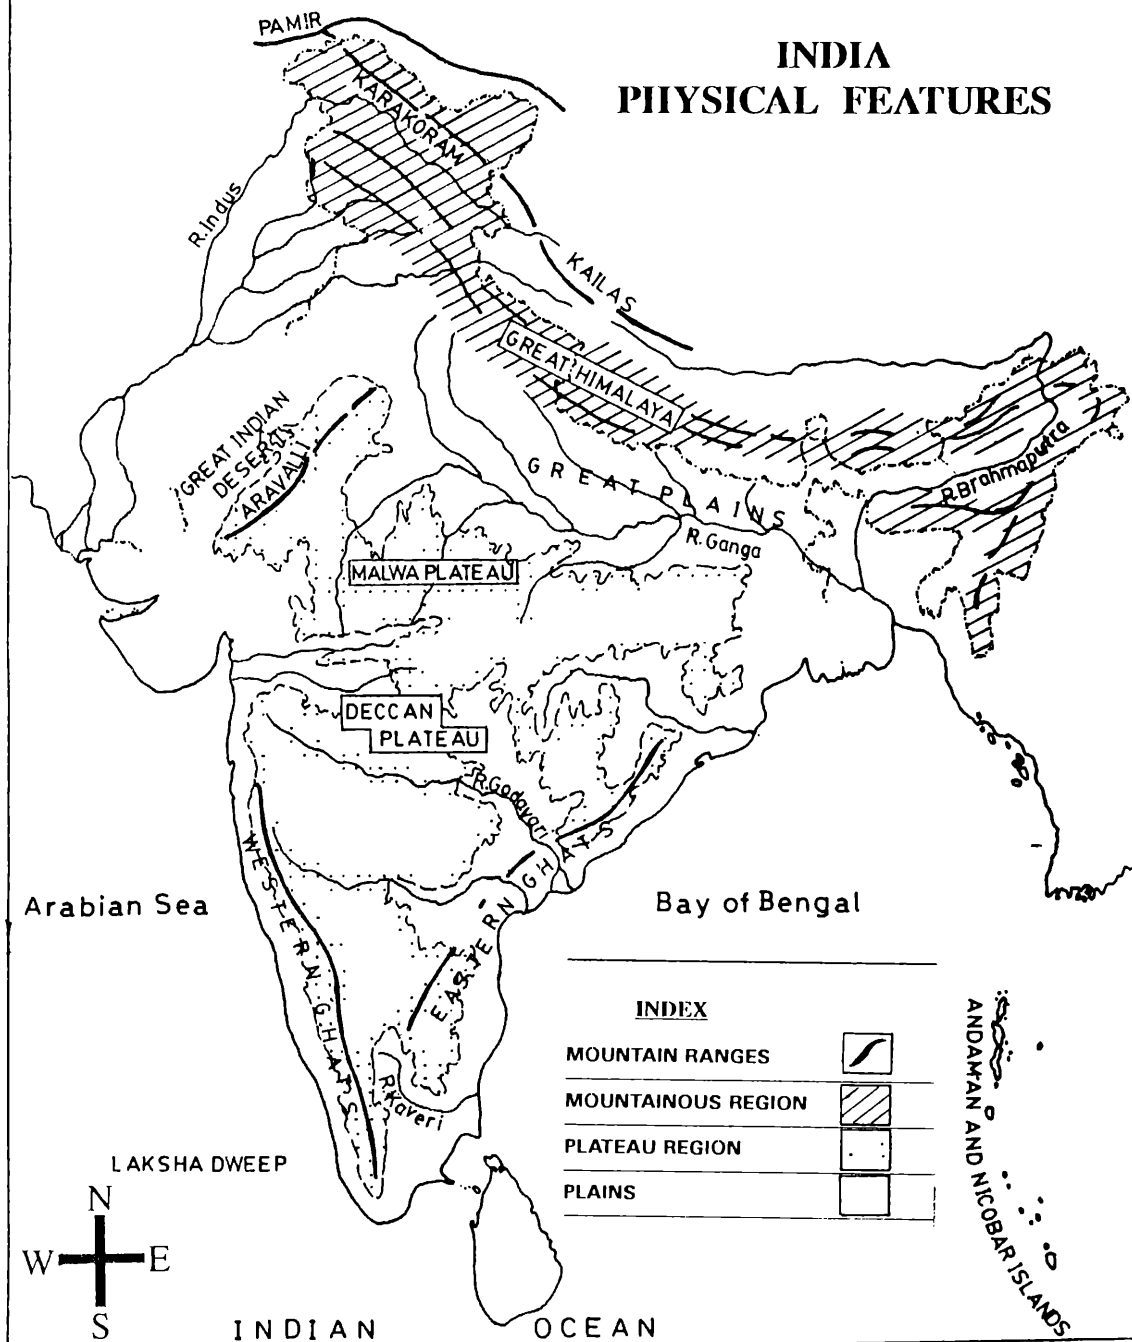 INDIA
PHYSICAL FEATURES
PAMIR
KARAKORAM
R.Indus
KAILAS
GREAT HIMALAYA
GREAT INDIAN
DESERT
ARAVALI
GREAT PLAINS
R.Brahmaputra
R.Ganga
MALWA PLATEAU
DECCAN
PLATEAU
R.Godavari
WESTERN GHATS
EASTERN GHATS
Arabian Sea
Bay of Bengal
R.Kaveri
INDEX
MOUNTAIN RANGES
MOUNTAINOUS REGION
PLATEAU REGION
PLAINS
ANDAMAN AND NICOBAR ISLANDS
LAKSHA DWEEP
N
W E
S
INDIAN OCEAN